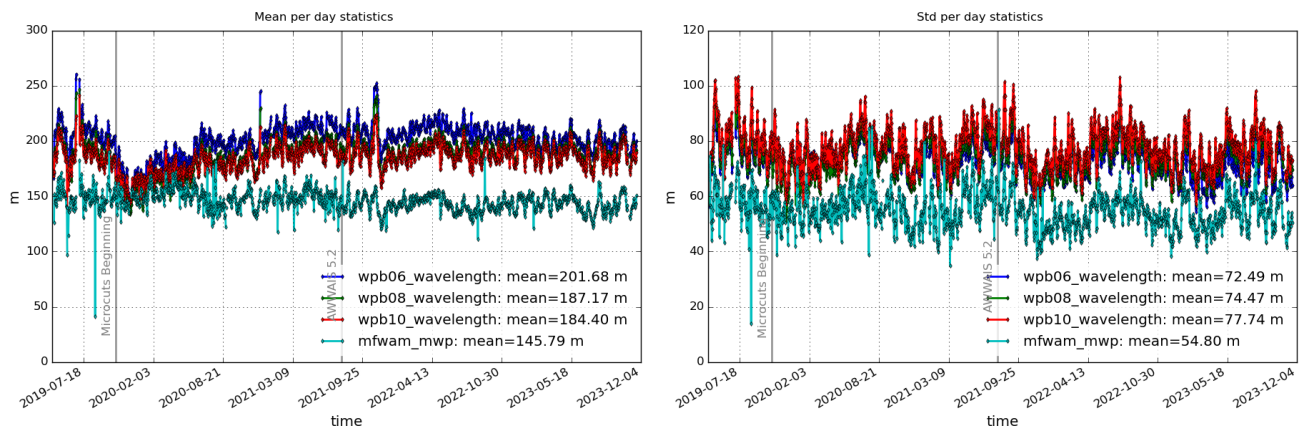 Mean per day statistics
300
250
200
150
100
50
0
m
Microcuts Beginning
AWWAIS 5.2
wpb06_wavelength: mean=201.68 m
wpb08_wavelength: mean=187.17 m
wpb10_wavelength: mean=184.40 m
mfwam_mwp: mean=145.79 m
2019-07-18
2020-02-03
2020-08-21
2021-03-09
2021-09-25
2022-04-13
2022-10-30
2023-05-18
2023-12-04
time
Std per day statistics
120
100
80
60
40
20
0
m
Microcuts Beginning
AWWAIS 5.2
wpb06_wavelength: mean=72.49 m
wpb08_wavelength: mean=74.47 m
wpb10_wavelength: mean=77.74 m
mfwam_mwp: mean=54.80 m
2019-07-18
2020-02-03
2020-08-21
2021-03-09
2021-09-25
2022-04-13
2022-10-30
2023-05-18
2023-12-04
time